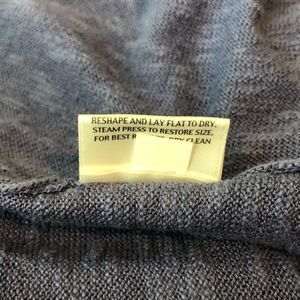 RESHAPE AND LAY FLAT TO DRY.
STEAM PRESS TO RESTORE SIZE.
FOR BEST DRY CLEAN